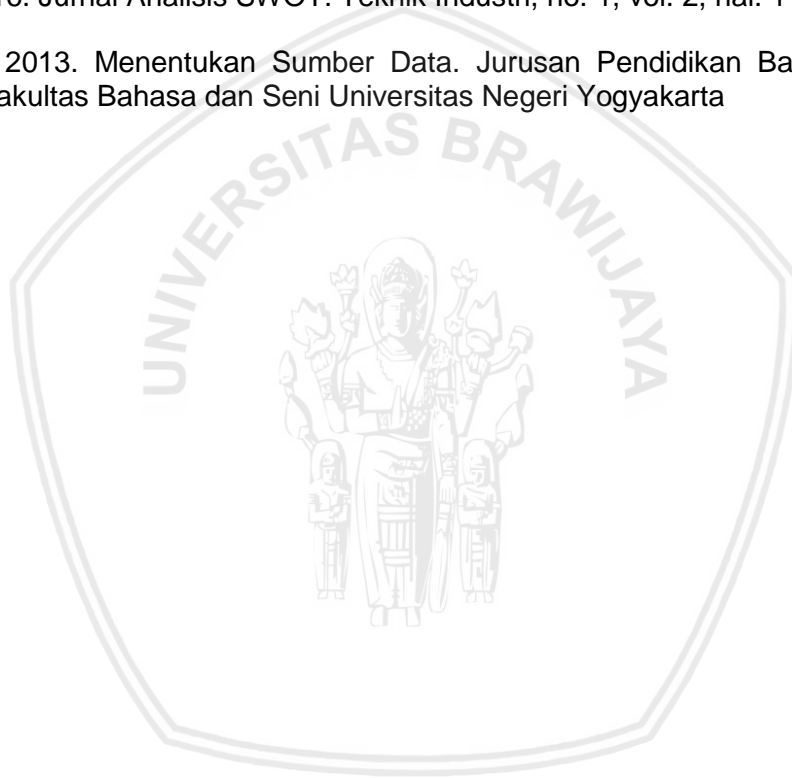 Jurnal Analisis SWOT. Teknik Industri, no. 1, vol. 2, hal. 1
2013. Menentukan Sumber Data. Jurusan Pendidikan Ba
akultas Bahasa dan Seni Universitas Negeri Yogyakarta
UNIVERSITAS BRAWIJAYA